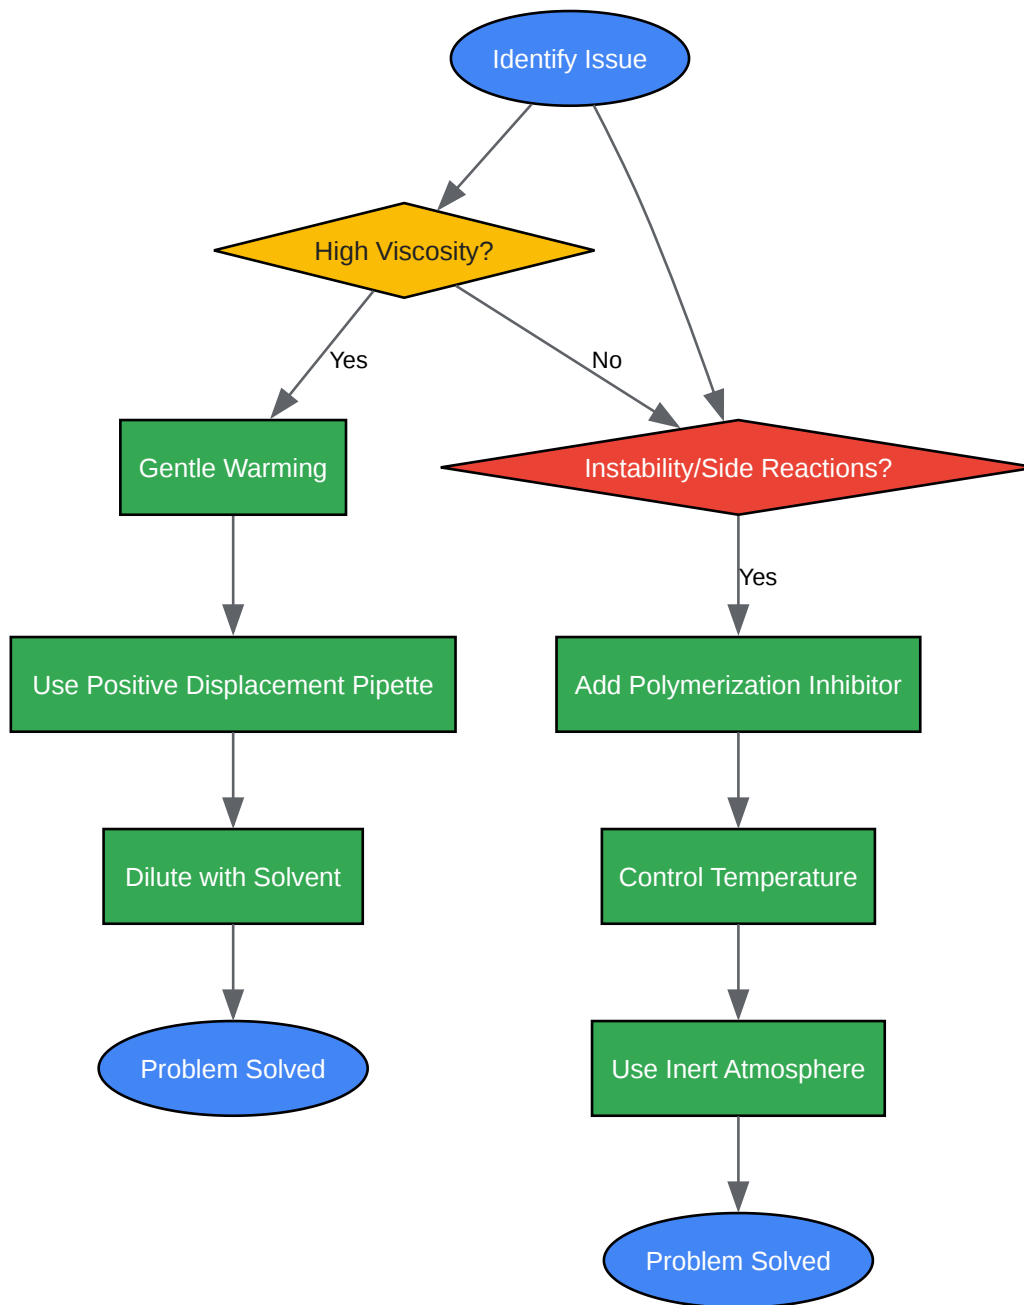 Identify Issue
High Viscosity?
Yes
No
Gentle Warming
Instability/Side Reactions?
Yes
Use Positive Displacement Pipette
Add Polymerization Inhibitor
Dilute with Solvent
Control Temperature
Problem Solved
Use Inert Atmosphere
Problem Solved